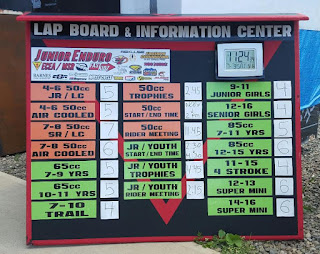 LAP BOARD & INFORMATION CENTER
JUNIOR ENDURO
ECEA / MSR
1124
4-6 50cc
JR / LC
5
4-6 50cc
AIR COOLED
5
7-8 50cc
SR / LC
7
7-8 50cc
AIR COOLED
6
65cc
7-9 YRS
5
65cc
10-11 YRS
5
7-10
TRAIL
4
50cc
TROPHIES
50cc
START/END TIME
50cc
RIDER MEETING
JR / YOUTH
START/END TIME
JR / YOUTH
TROPHIES
JR / YOUTH
RIDER MEETING
9-11
JUNIOR GIRLS
4
12-16
SENIOR GIRLS
4
85cc
7-11 YRS
5
85cc
12-15 YRS
6
11-15
4 STROKE
4
12-13
SUPER MINI
6
14-16
SUPER MINI
6